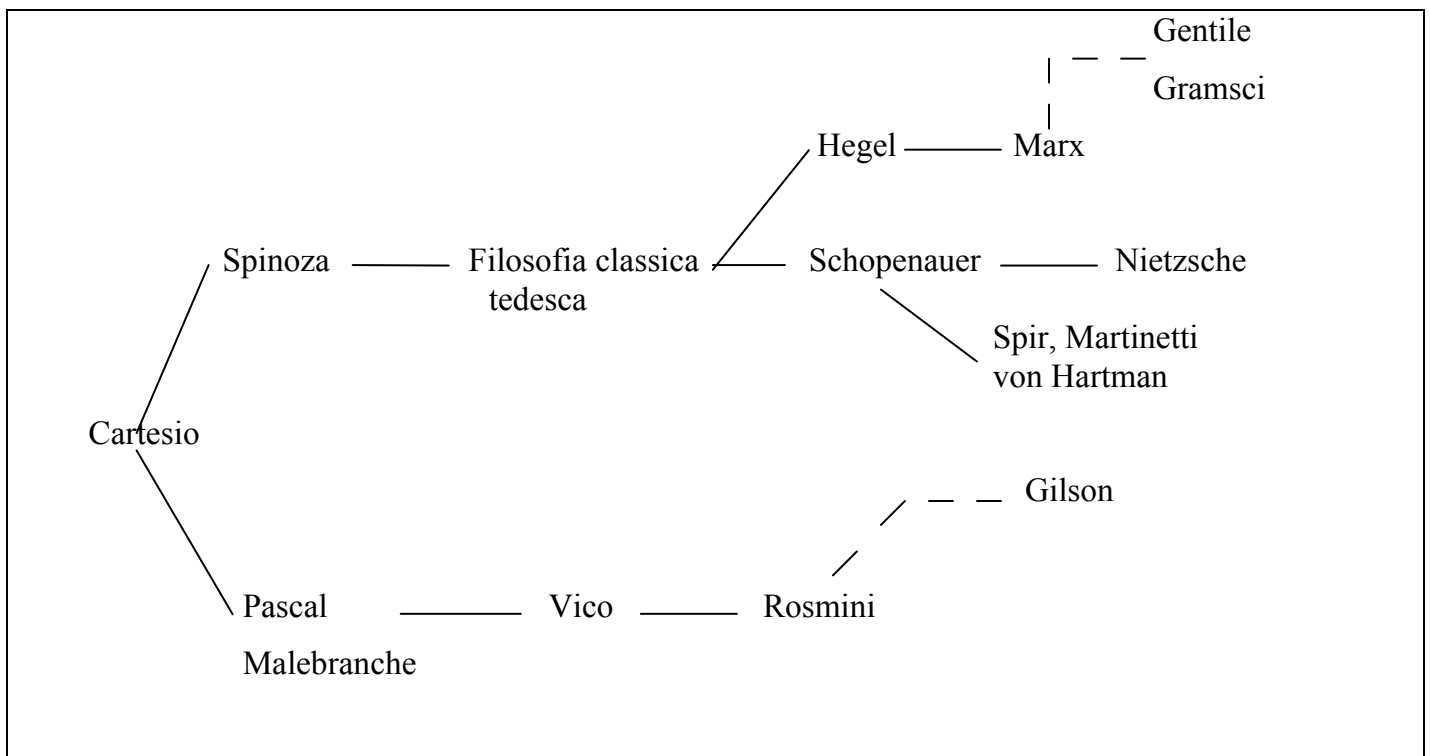 Gentile
Gramsci
Hegel Marx
Spinoza Filosofia classica Schopenauer Nietzsche
tedesca
Spir, Martinetti
von Hartman
Cartesio
Gilson
Pascal Vico Rosmini
Malebranche